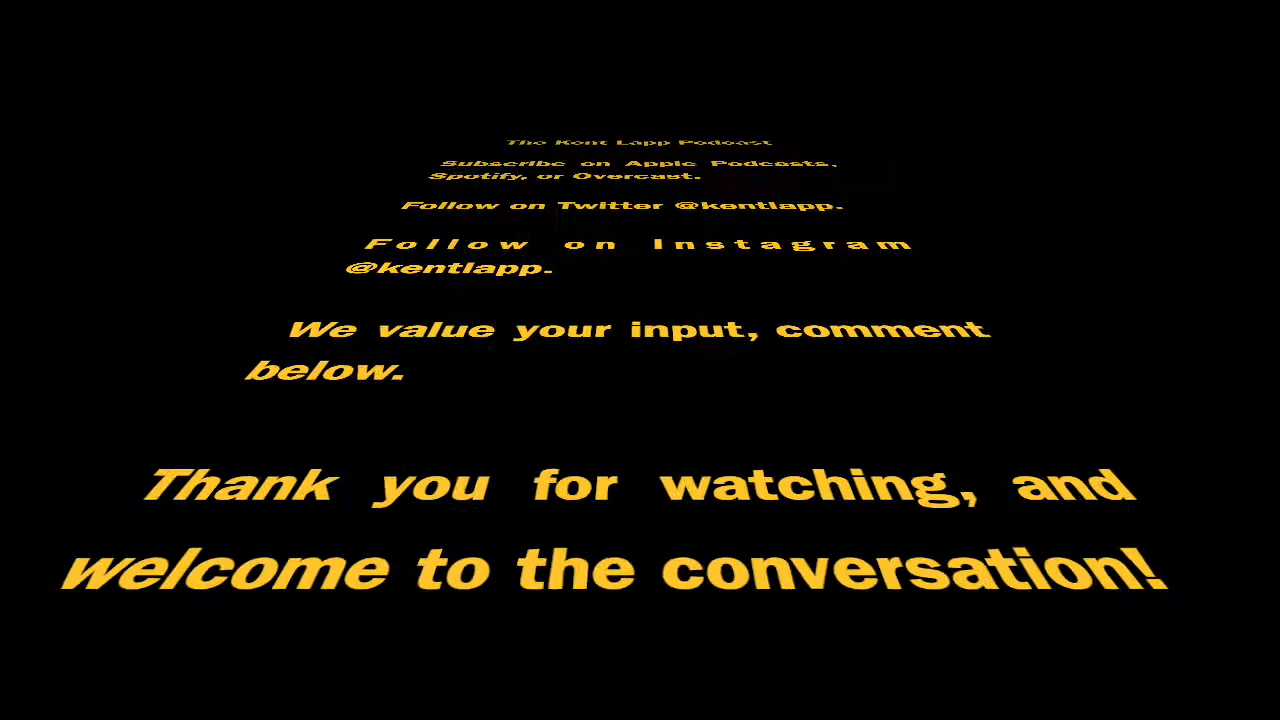 The Kent Lapp Podcast
Subscribe on Apple Podcasts,
Spotify, or Overcast.
Follow on Twitter @kentlapp.
Follow on Instagram
@kentlapp.
We value your input, comment
below.
Thank you for watching, and
welcome to the conversation!